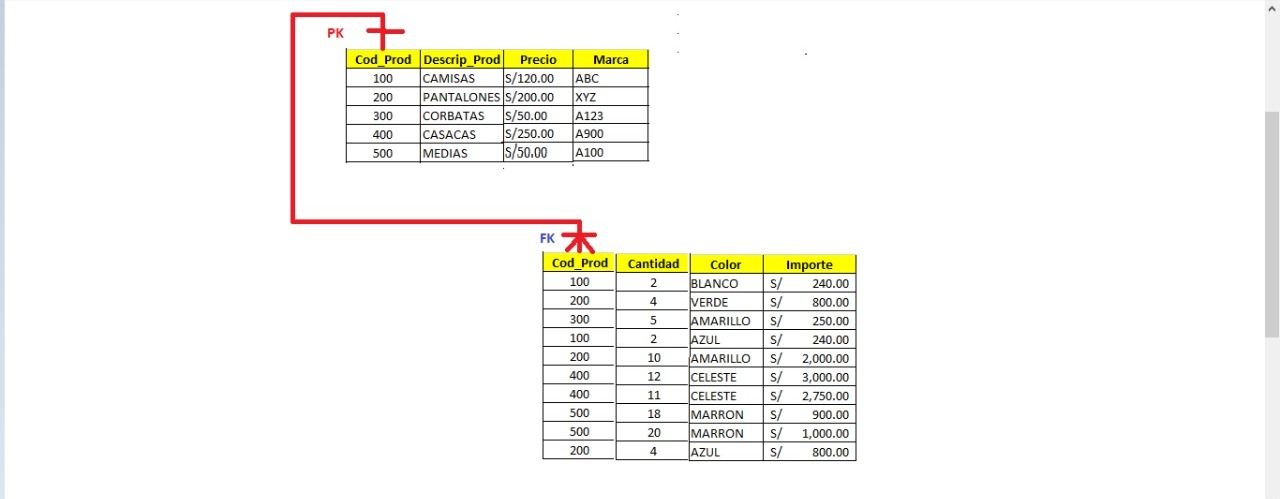 PK
Cod_Prod Descrip_Prod Precio Marca
100 CAMISAS S/120.00 ABC
200 PANTALONES S/200.00 XYZ
300 CORBATAS S/50.00 A123
400 CASACAS S/250.00 A900
500 MEDIAS S/50.00 A100
FK
Cod_Prod Cantidad Color Importe
100 2 BLANCO S/ 240.00
200 4 VERDE S/ 800.00
300 5 AMARILLO S/ 250.00
100 2 AZUL S/ 240.00
200 10 AMARILLO S/ 2,000.00
400 12 CELESTE S/ 3,000.00
400 11 CELESTE S/ 2,750.00
500 18 MARRON S/ 900.00
500 20 MARRON S/ 1,000.00
200 4 AZUL S/ 800.00